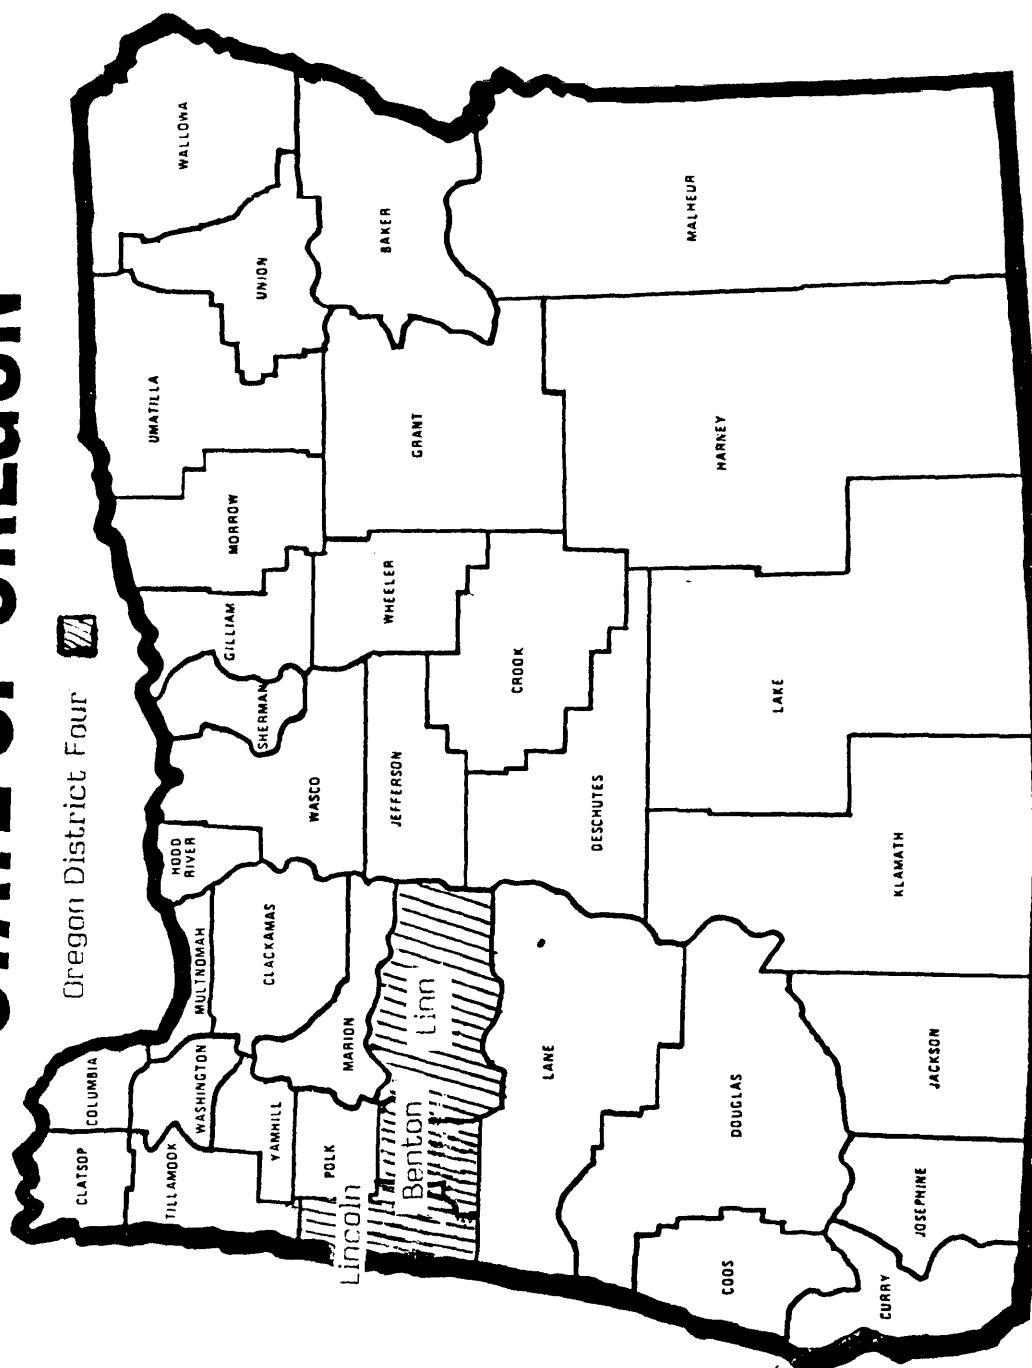 STATE OF OREGON
Oregon District Four
CLATSOP
COLUMBIA
TILLAMOOK
WASHINGTON
MULTNOMAH
HODD
RIVER
SHERMAN
GILLIAM
MORROW
UMATILLA
UNION
WALLOWA
YAMHILL
CLACKAMAS
WASCO
POLK
MARION
Lincoln
Benton
Linn
JEFFERSON
WHEELER
GRANT
BAKER
LANE
DESCHUTES
CROOK
COOS
DOUGLAS
LAKE
HARNEY
MALHEUR
CURRY
JOSEPHINE
JACKSON
KLAMATH